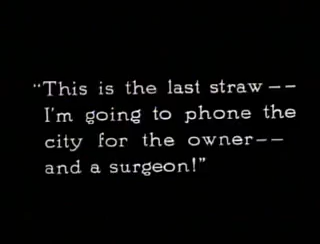 "This is the last straw--
I'm going to phone the
city for the owner--
and a surgeon!"